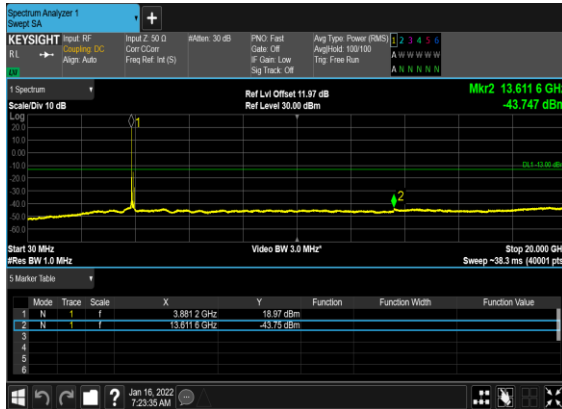 Spectrum Analyzer 1
Swept SA
+
KEYSIGHT Input: RF Input Z: 50 Ω #Atten: 30 dB PNO: Fast Avg Type: Power (RMS) 1 2 3 4 5 6
RL Coupling: DC Corr CCorr Gate: Off Avg|Hold: 100/100 A W W W W W
Align: Auto Freq Ref: Int (S) IF Gain: Low Trig: Free Run
LXI Sig Track: Off A N N N N N
1 Spectrum Ref Lvl Offset 11.97 dB Mkr2 13.611 6 GHz
Scale/Div 10 dB Ref Level 30.00 dBm -43.747 dBm
Log
20.0
1
10.0
0.00
-10.0
DL1 -13.00 dBm
-20.0
-30.0
-40.0
2
-50.0
-60.0
Start 30 MHz Video BW 3.0 MHz* Stop 20.000 GHz
#Res BW 1.0 MHz Sweep ~38.3 ms (40001 pts)
5 Marker Table
Mode Trace Scale X Y Function Function Width Function Value
1 N 1 f 3.881 2 GHz 18.97 dBm
2 N 1 f 13.611 6 GHz -43.75 dBm
3
4
5
6
? Jan 16, 2022
7:23:35 AM